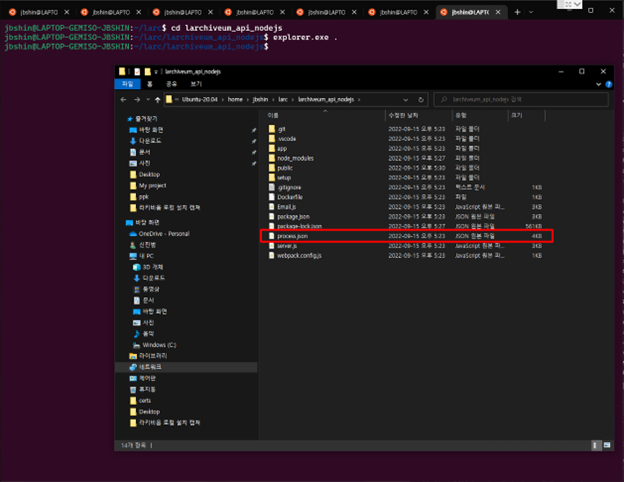 jbshin@LAPTO
jbshin@LAPTO
jbshin@LAPTO
jbshin@LAPTO
jbshin@LAPTO
jbshin@LAPTO
jbshin@LAPTO
jbshin@LAPTOP-GEMISO-JBSHIN:~/larc$ cd larchiveum_api_nodejs
jbshin@LAPTOP-GEMISO-JBSHIN:~/larc/larchiveum_api_nodejs$ explorer.exe .
jbshin@LAPTOP-GEMISO-JBSHIN:~/larc/larchiveum_api_nodejs$
larchiveum_api_nodejs
파일 홈 공유 보기
Ubuntu-20.04 > home > jbshin > larc > larchiveum_api_nodejs >
larchiveum_api_nodejs 검색
이름 수정한 날짜 유형 크기
.git 2022-09-15 오후 5:23 파일 폴더
.vscode 2022-09-15 오후 5:23 파일 폴더
app 2022-09-15 오후 5:23 파일 폴더
node_modules 2022-09-15 오후 5:27 파일 폴더
public 2022-09-15 오후 5:30 파일 폴더
setup 2022-09-15 오후 5:23 파일 폴더
.gitignore 2022-09-15 오후 5:23 텍스트 문서 1KB
Dockerfile 2022-09-15 오후 5:23 파일 1KB
Email.js 2022-09-15 오후 5:23 JavaScript 원본 파... 3KB
package.json 2022-09-15 오후 5:23 JSON 원본 파일 3KB
package-lock.json 2022-09-15 오후 5:27 JSON 원본 파일 561KB
process.json 2022-09-15 오후 5:23 JSON 원본 파일 4KB
server.js 2022-09-15 오후 5:23 JavaScript 원본 파... 3KB
webpack.config.js 2022-09-15 오후 5:23 JavaScript 원본 파... 1KB
즐겨찾기
바탕 화면
다운로드
문서
사진
Desktop
My project
ppk
라키비움 로컬 설치 캡쳐
바탕 화면
OneDrive - Personal
신진범
내 PC
3D 개체
다운로드
동영상
문서
바탕 화면
사진
음악
Windows (C:)
라이브러리
네트워크
제어판
휴지통
certs
Desktop
라키비움 로컬 설치 캡쳐
14개 항목